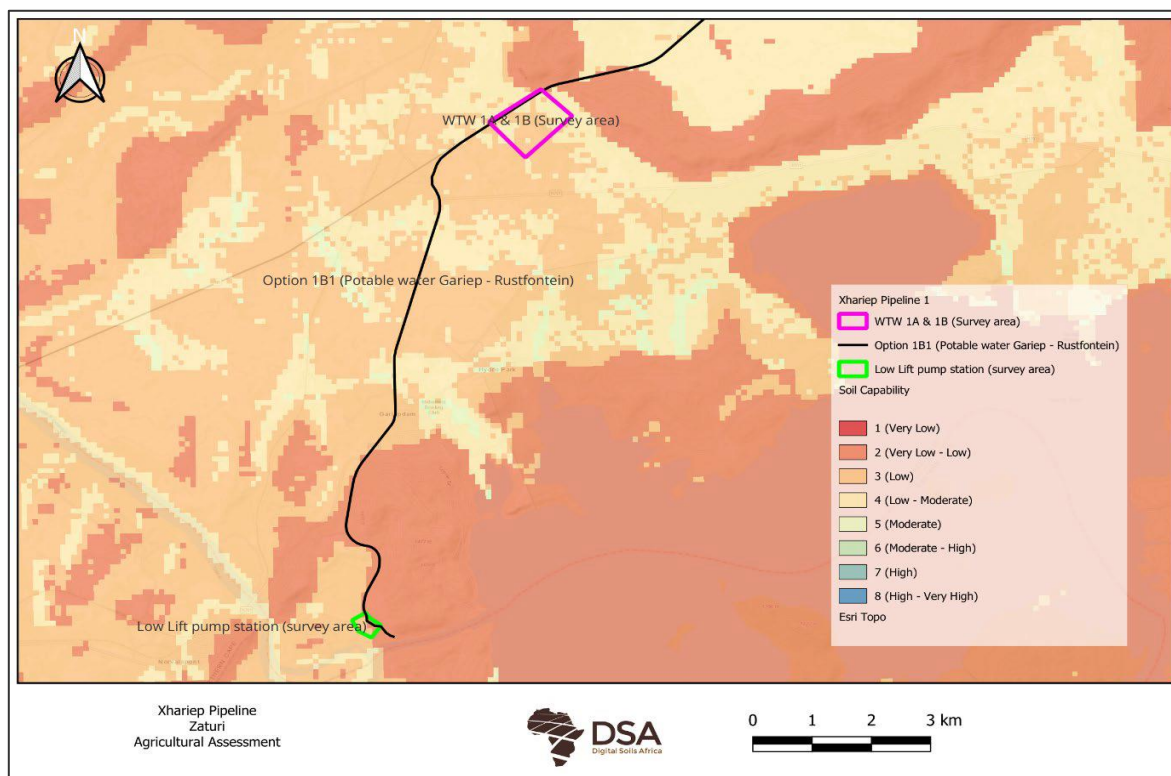 N
WTW 1A & 1B (Survey area)
Option 1B1 (Potable water Gariep - Rustfontein)
Low Lift pump station (survey area)
Xhariep Pipeline 1
WTW 1A & 1B (Survey area)
Option 1B1 (Potable water Gariep - Rustfontein)
Low Lift pump station (survey area)
Soil Capability
1 (Very Low)
2 (Very Low - Low)
3 (Low)
4 (Low - Moderate)
5 (Moderate)
6 (Moderate - High)
7 (High)
8 (High - Very High)
Esri Topo
Xhariep Pipeline
Zaturi
Agricultural Assessment
DSA
Digital Soils Africa
0 1 2 3 km